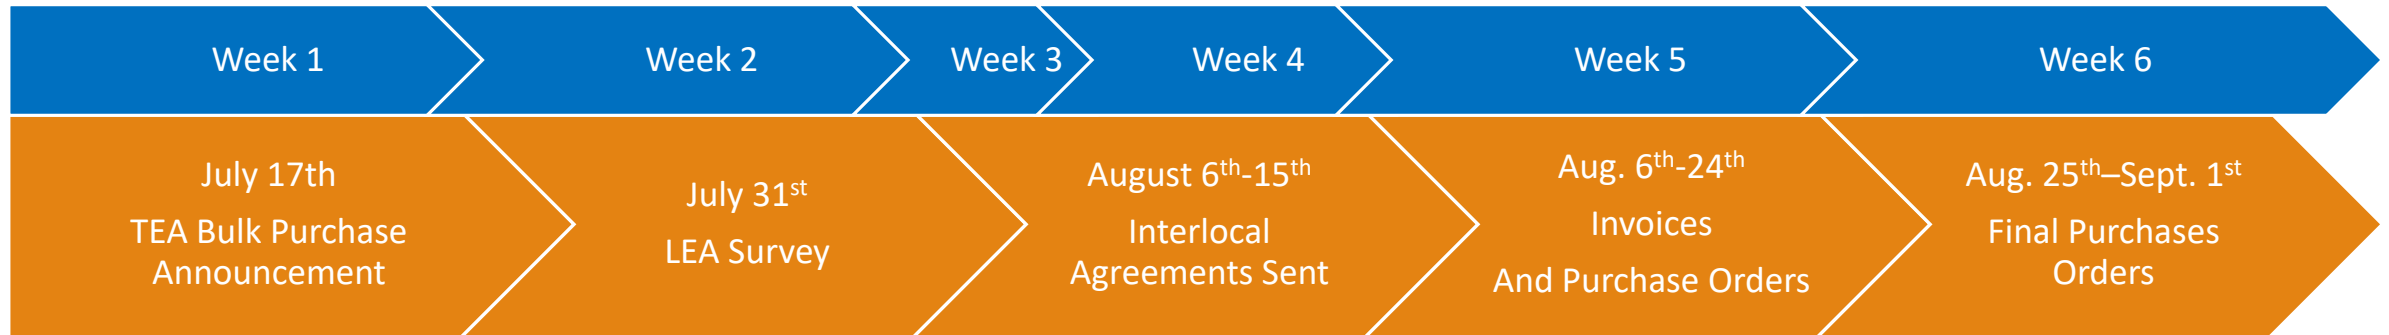 Week 1
Week 2
Week 3
Week 4
Week 5
Week 6
July 17th
TEA Bulk Purchase
Announcement
July 31st
LEA Survey
August 6th-15th
Interlocal
Agreements Sent
Aug. 6th-24th
Invoices
And Purchase Orders
Aug. 25th–Sept. 1st
Final Purchases
Orders